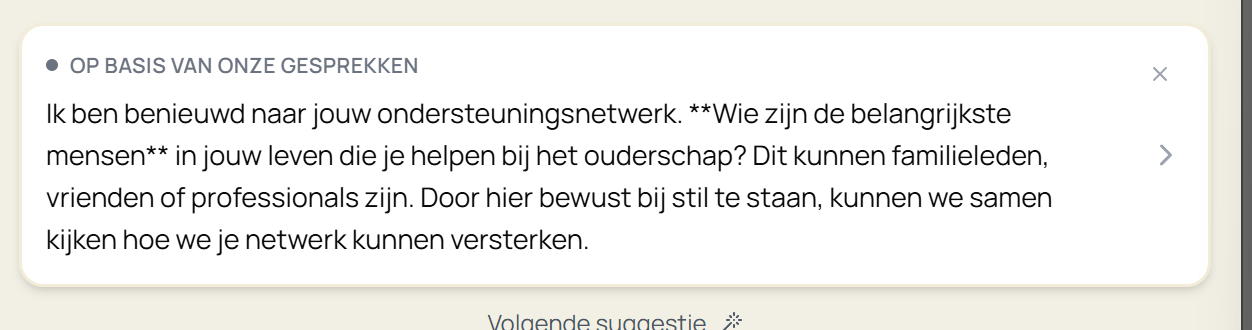 OP BASIS VAN ONZE GESPREKKEN
Ik ben benieuwd naar jouw ondersteuningsnetwerk. **Wie zijn de belangrijkste
mensen** in jouw leven die je helpen bij het ouderschap? Dit kunnen familieleden,
vrienden of professionals zijn. Door hier bewust bij stil te staan, kunnen we samen
kijken hoe we je netwerk kunnen versterken.
Volgende suggestie